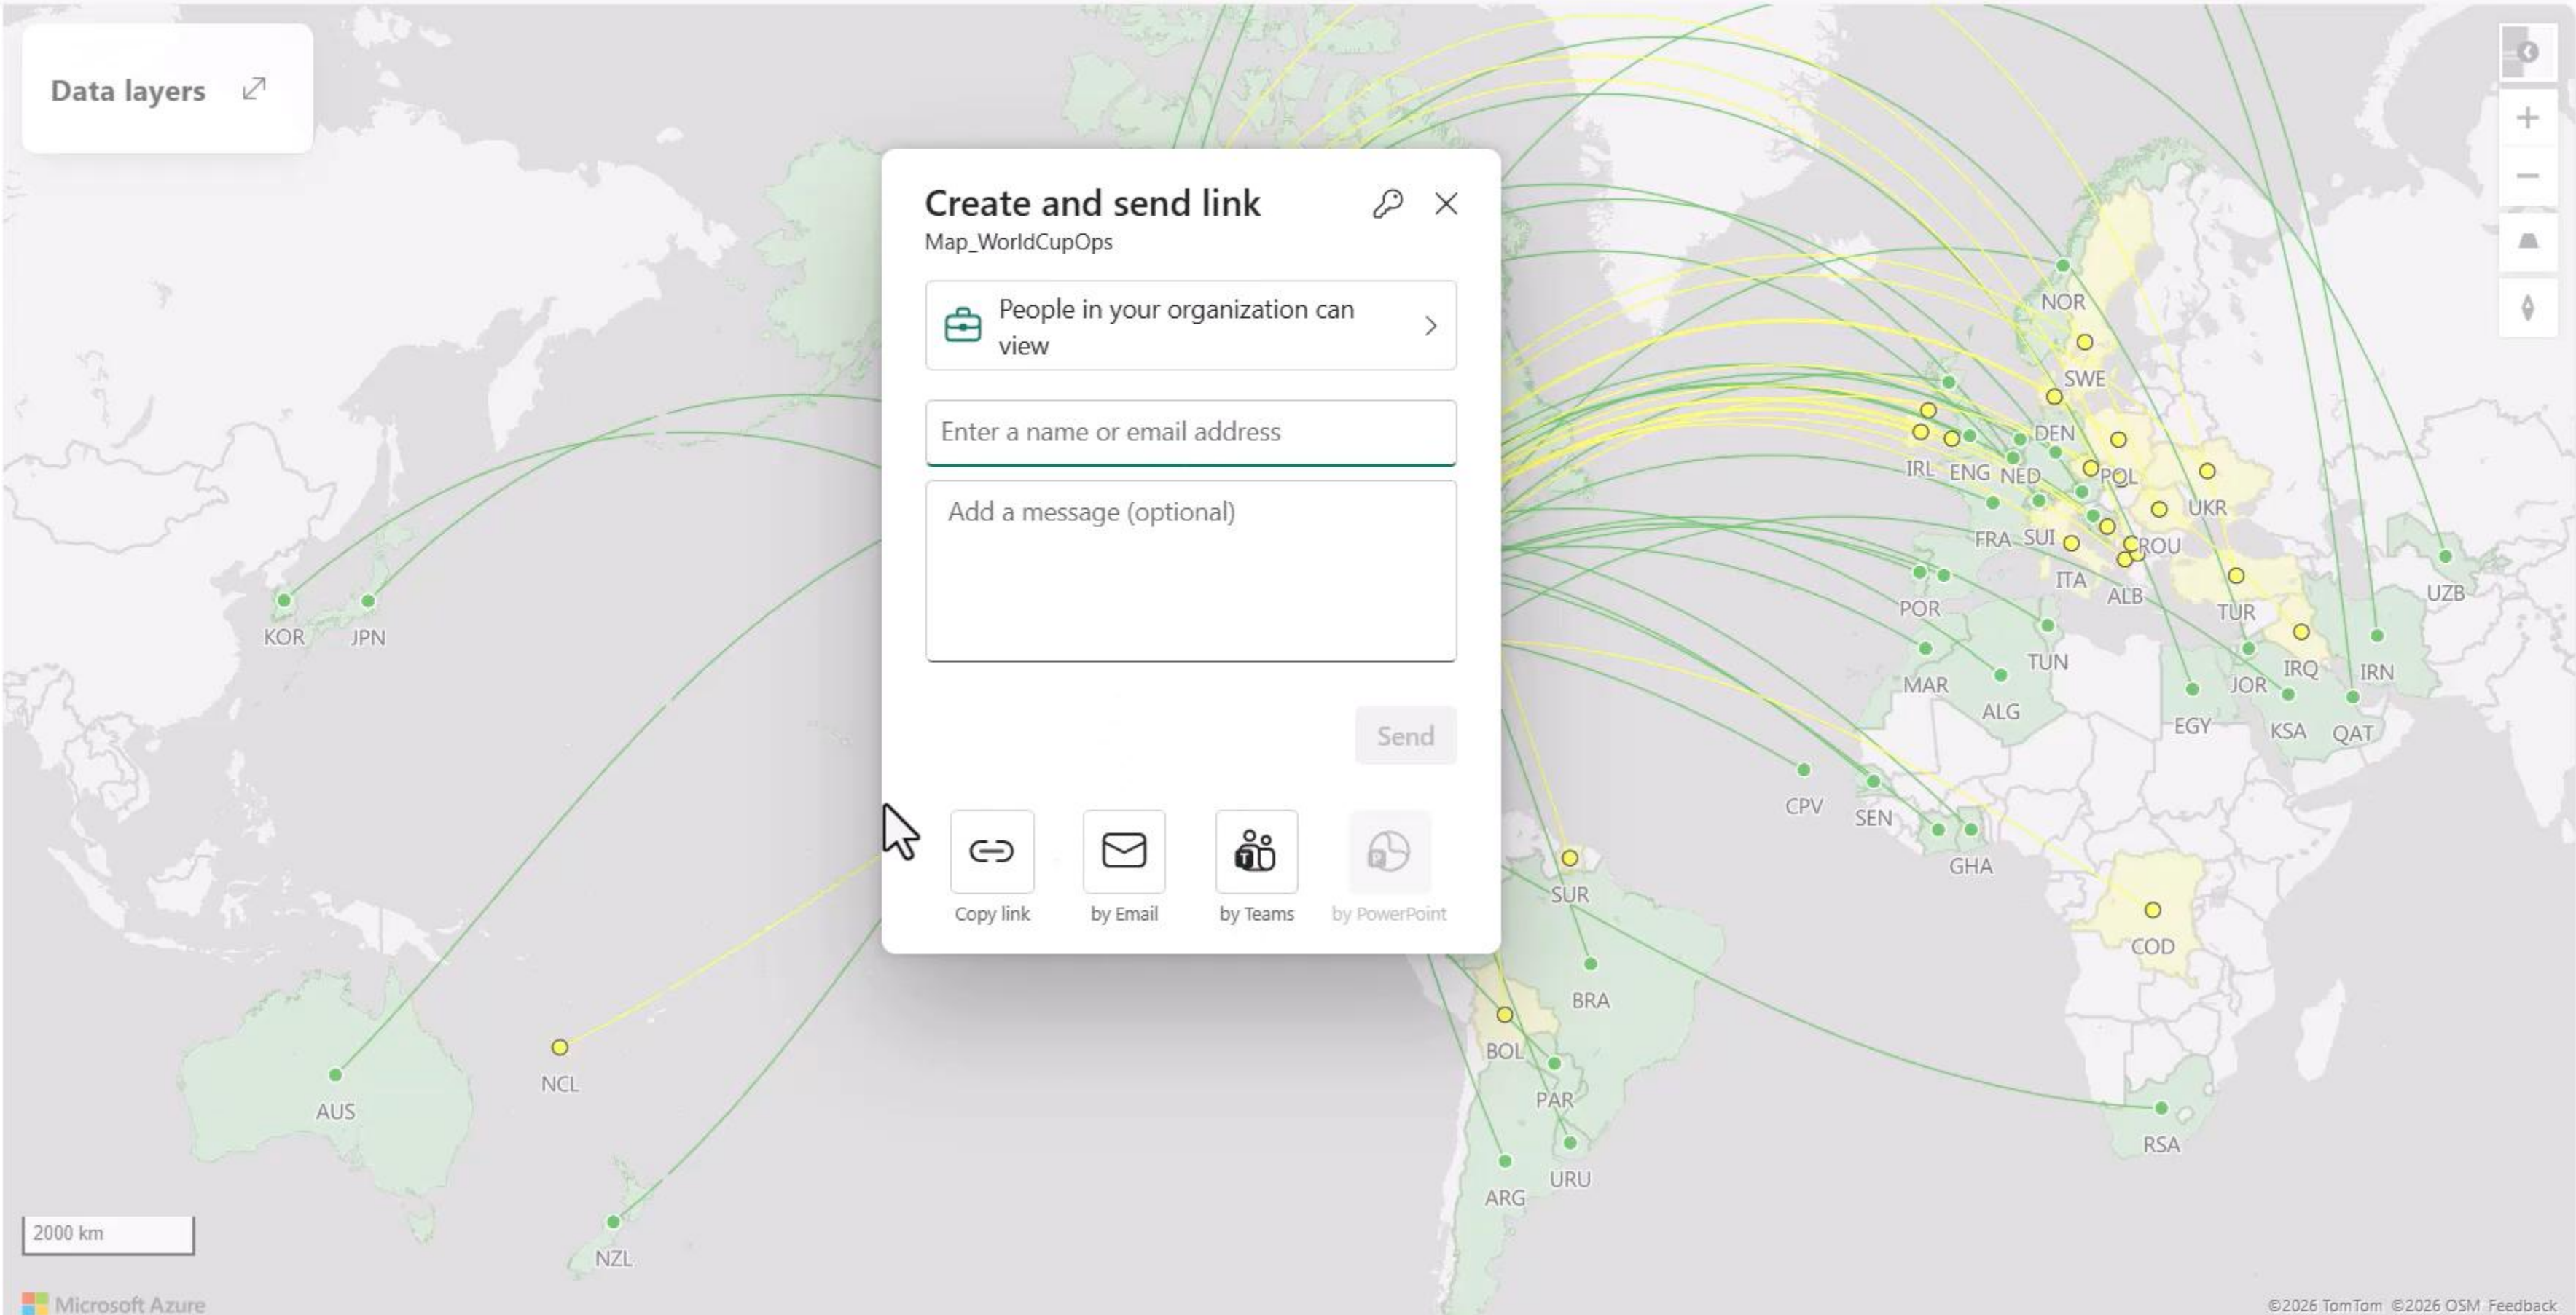 Data layers
Create and send link
Map_WorldCupOps
People in your organization can
view
Enter a name or email address
Add a message (optional)
Send
Copy link
by Email
by Teams
by PowerPoint
NOR
SWE
DEN
IRL
ENG
NED
POL
UKR
FRA
SUI
ROU
ITA
ALB
UZB
POR
TUR
KOR
JPN
TUN
IRQ
IRN
MAR
JOR
ALG
EGY
KSA
QAT
CPV
SEN
GHA
SUR
COD
BRA
BOL
NCL
PAR
AUS
RSA
URU
ARG
NZL
2000 km
Microsoft Azure
©2026 TomTom ©2026 OSM Feedback